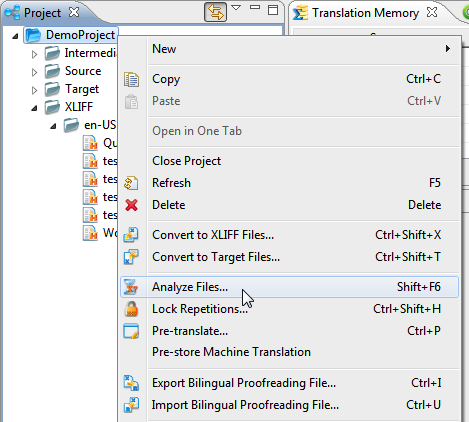 Project
Translation Memory
DemoProject
Intermedia
Source
Target
XLIFF
en-US
Qu
tes
tes
tes
tes
Wo
New
Copy Ctrl+C
Paste Ctrl+V
Open in One Tab
Close Project
Refresh F5
Delete Delete
Convert to XLIFF Files... Ctrl+Shift+X
Convert to Target Files... Ctrl+Shift+T
Analyze Files... Shift+F6
Lock Repetitions... Ctrl+Shift+H
Pre-translate... Ctrl+P
Pre-store Machine Translation
Export Bilingual Proofreading File... Ctrl+I
Import Bilingual Proofreading File... Ctrl+U